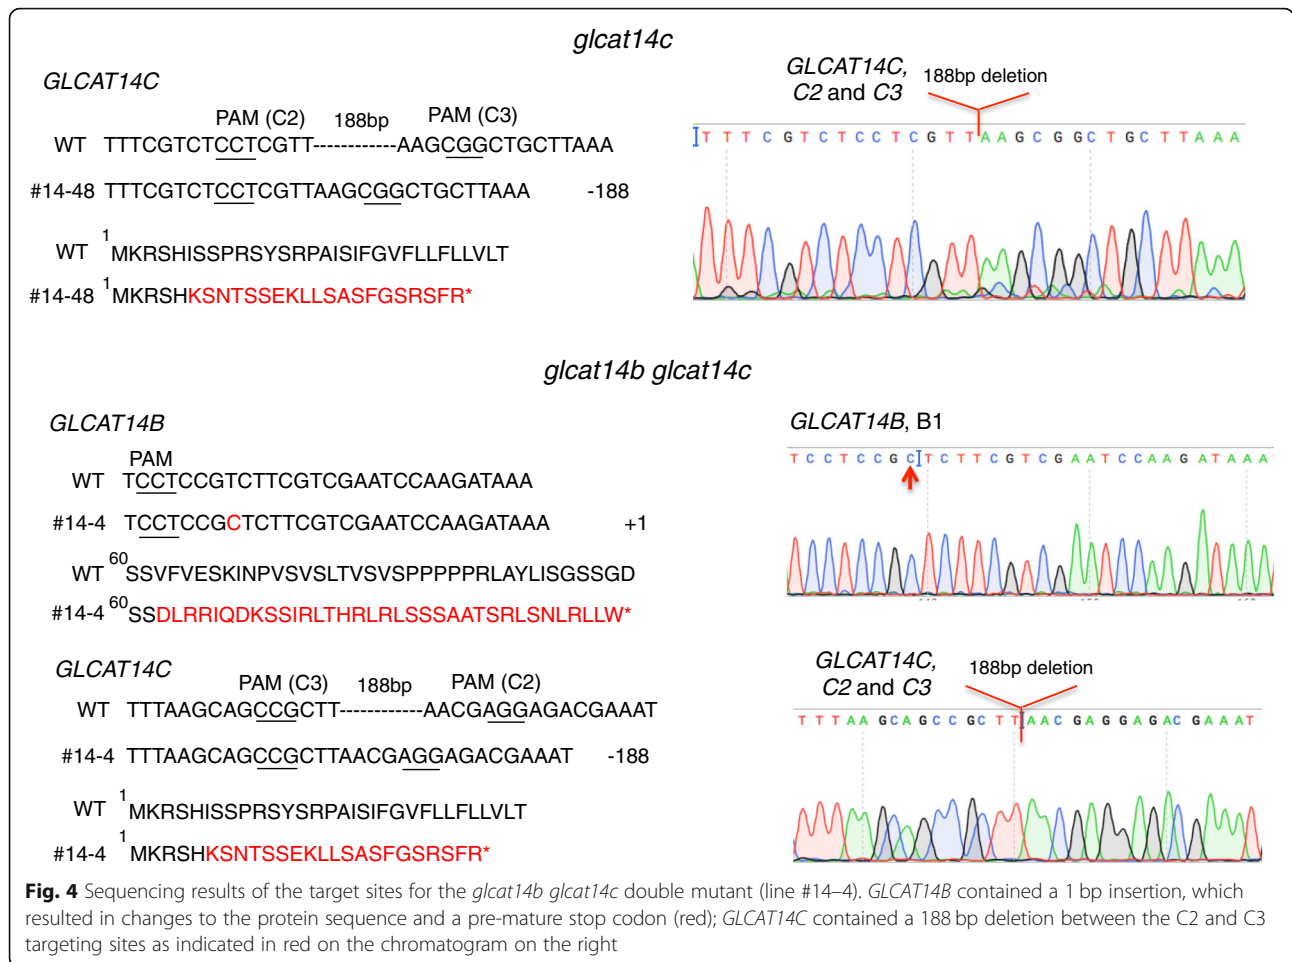 glcat14c
GLCAT14C
PAM (C2) 188bp PAM (C3)
WT TTTCGTCTCCTCGTT------------AAGCGGCTGCTTAAA
#14-48 TTTCGTCTCCTCGTTAAGCGGCTGCTTAAA -188
WT 1MKRSHISSPRSYSRPAISIFGVFLLFLLVLT
#14-48 1MKRSHKSNTSSEKLLSASFGSRSFR*
GLCAT14C,
C2 and C3
188bp deletion
T T T C G T C T C C T C G T T A A G C G G C T G C T T A A A
glcat14b glcat14c
GLCAT14B
PAM
WT TCCTCCGTCTTCGTCGAATCCAAGATAAA
#14-4 TCCTCCGCTCTTCGTCGAATCCAAGATAAA +1
WT 60SSVFVESKINPVSVSLTVSVSPPPPPRLAYLISGSSGD
#14-4 60SSDLRRIQDKSSIRLTHRLRLSSSAATSRLSNLRLLW*
GLCAT14B, B1
T C C T C C G C T C T T C G T C G A A T C C A A G A T A A A
GLCAT14C
PAM (C3) 188bp PAM (C2)
WT TTTAAGCAGCCGCTT------------AACGAGGAGACGAAAT
#14-4 TTTAAGCAGCCGCTTAACGAGGAGACGAAAT -188
WT 1MKRSHISSPRSYSRPAISIFGVFLLFLLVLT
#14-4 1MKRSHKSNTSSEKLLSASFGSRSFR*
GLCAT14C,
C2 and C3
188bp deletion
T T T A A G C A G C C G C T T A A C G A G G A G A C G A A A T
Fig. 4 Sequencing results of the target sites for the glcat14b glcat14c double mutant (line #14–4). GLCAT14B contained a 1 bp insertion, which
resulted in changes to the protein sequence and a pre-mature stop codon (red); GLCAT14C contained a 188 bp deletion between the C2 and C3
targeting sites as indicated in red on the chromatogram on the right